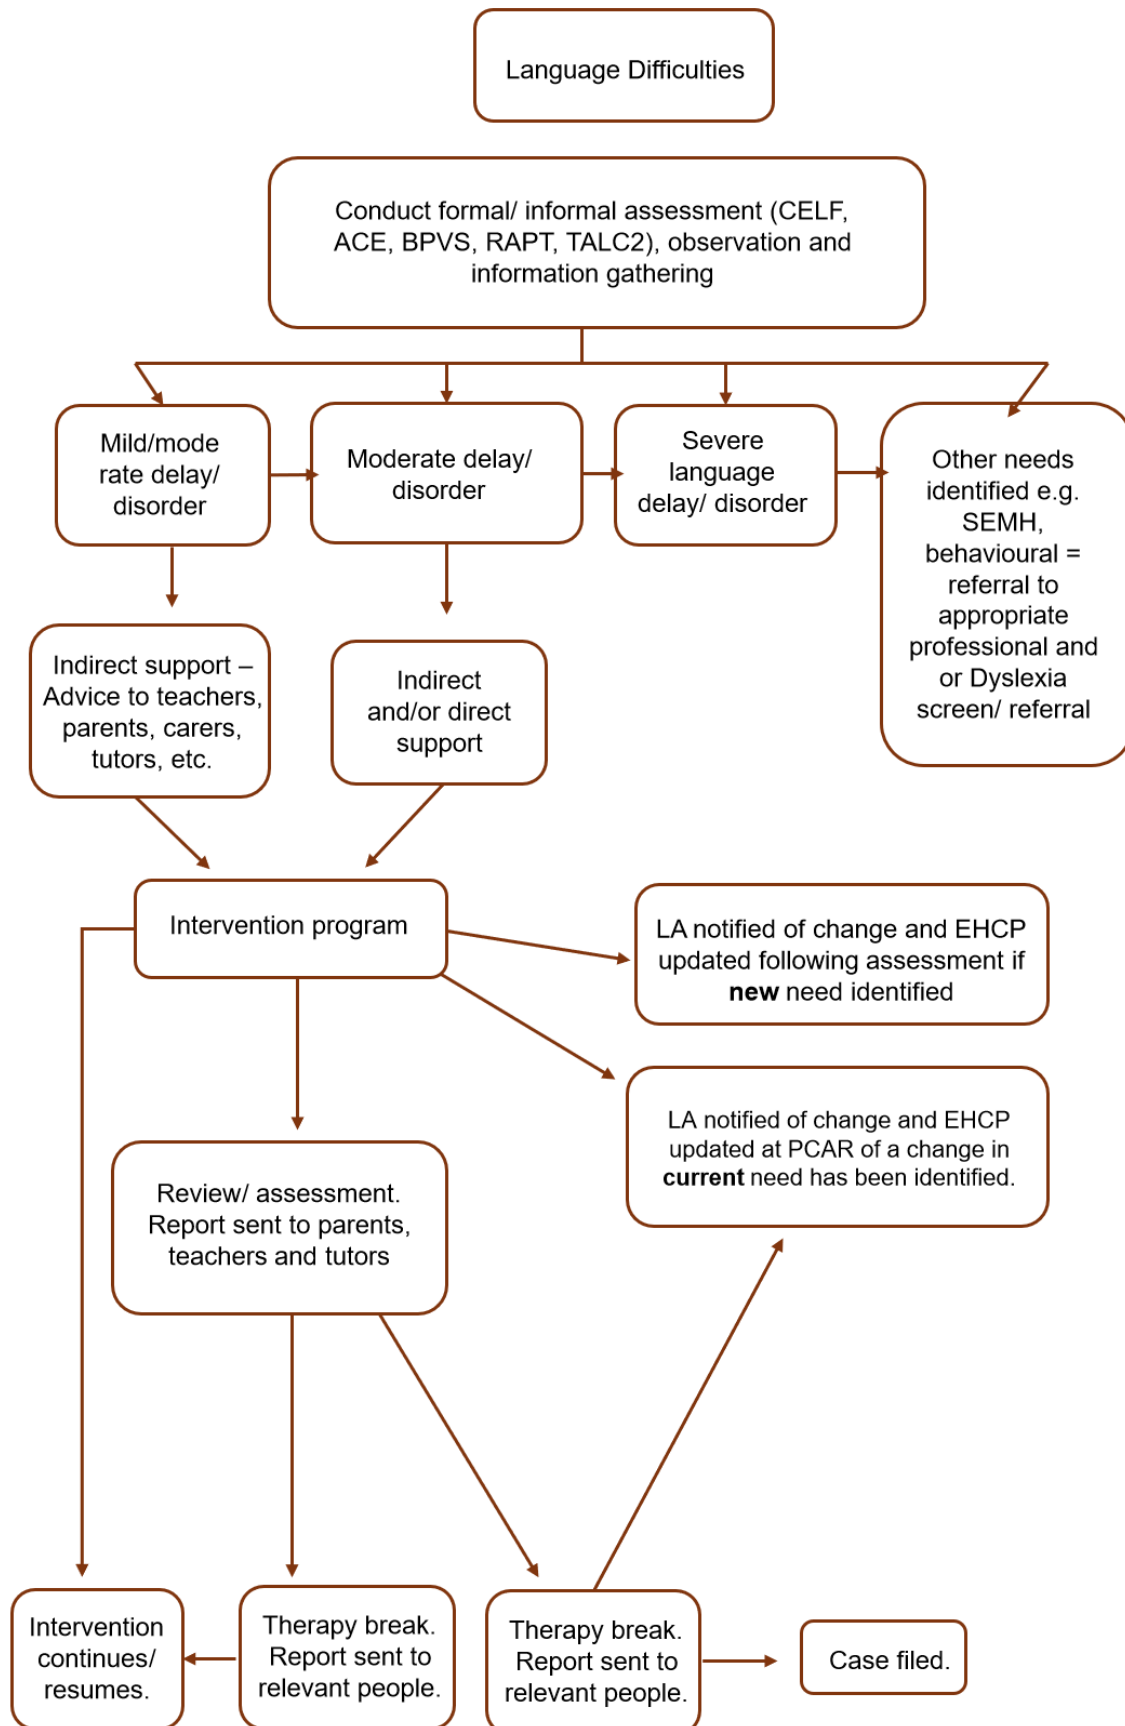 Language Difficulties
Conduct formal/ informal assessment (CELF,
ACE, BPVS, RAPT, TALC2), observation and
information gathering
Mild/mode
rate delay/
disorder
Moderate delay/
disorder
Severe
language
delay/ disorder
Other needs
identified e.g.
SEMH,
behavioural =
referral to
appropriate
professional and
or Dyslexia
screen/ referral
Indirect support –
Advice to teachers,
parents, carers,
tutors, etc.
Indirect
and/or direct
support
Intervention program
LA notified of change and EHCP
updated following assessment if
new need identified
LA notified of change and EHCP
updated at PCAR of a change in
current need has been identified.
Review/ assessment.
Report sent to parents,
teachers and tutors
Intervention
continues/
resumes.
Therapy break.
Report sent to
relevant people.
Therapy break.
Report sent to
relevant people.
Case filed.